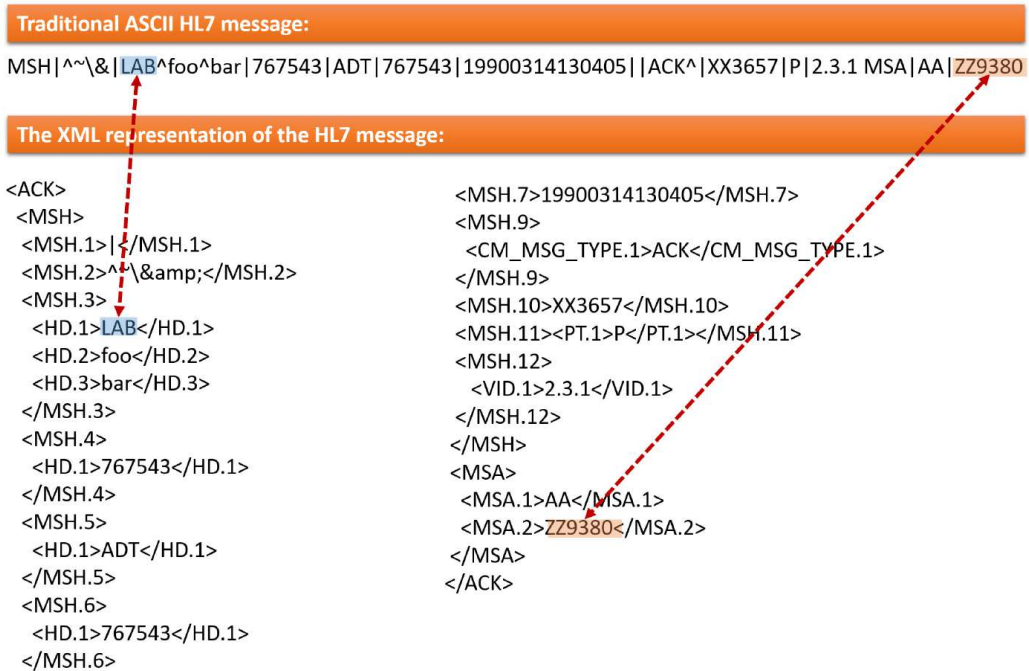 Traditional ASCII HL7 message:
MSH|^~\&|LAB^foo^bar|767543|ADT|767543|19900314130405||ACK^|XX3657|P|2.3.1 MSA|AA|ZZ9380
The XML representation of the HL7 message:
<ACK>
<MSH>
<MSH.1>|</MSH.1>
<MSH.2>^~\&amp;</MSH.2>
<MSH.3>
<HD.1>LAB</HD.1>
<HD.2>foo</HD.2>
<HD.3>bar</HD.3>
</MSH.3>
<MSH.4>
<HD.1>767543</HD.1>
</MSH.4>
<MSH.5>
<HD.1>ADT</HD.1>
</MSH.5>
<MSH.6>
<HD.1>767543</HD.1>
</MSH.6>
<MSH.7>19900314130405</MSH.7>
<MSH.9>
<CM_MSG_TYPE.1>ACK</CM_MSG_TYPE.1>
</MSH.9>
<MSH.10>XX3657</MSH.10>
<MSH.11><PT.1>P</PT.1></MSH.11>
<MSH.12>
<VID.1>2.3.1</VID.1>
</MSH.12>
</MSH>
<MSA>
<MSA.1>AA</MSA.1>
<MSA.2>ZZ9380</MSA.2>
</MSA>
</ACK>